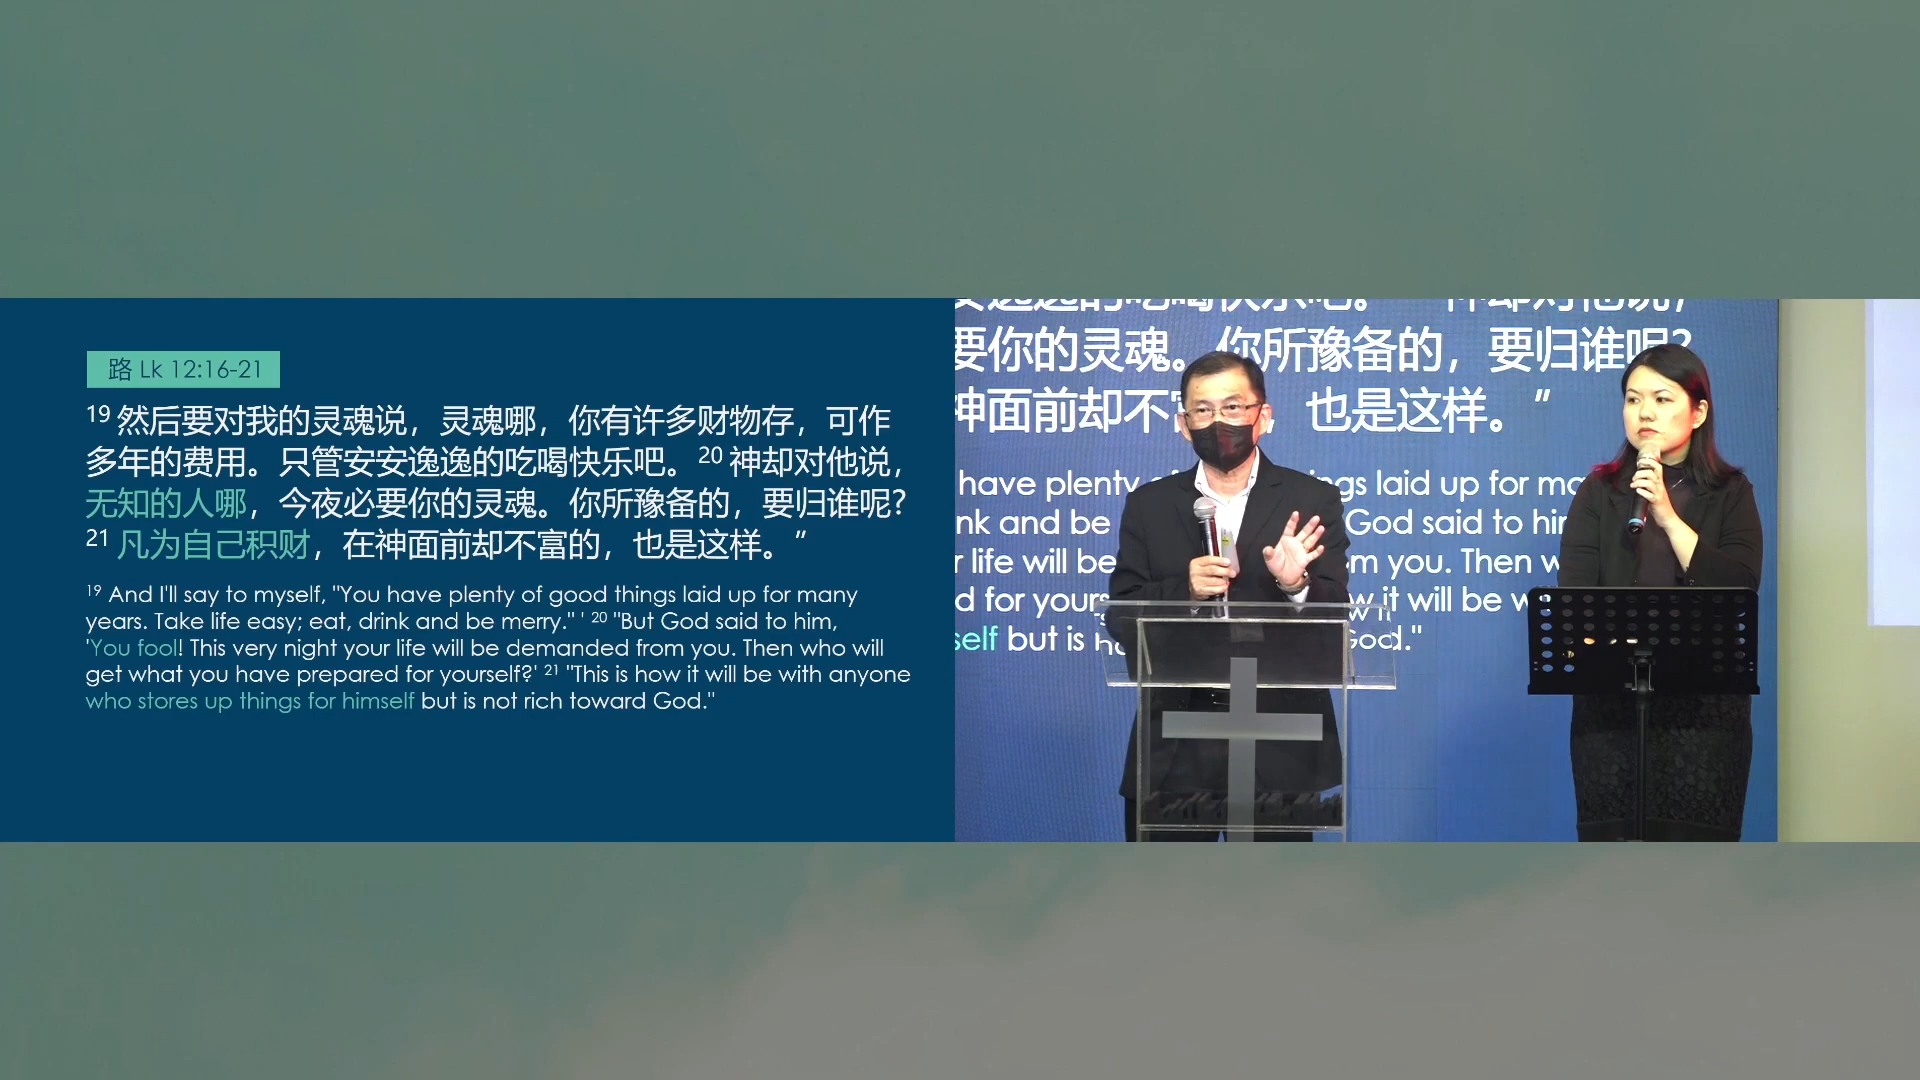 路 Lk 12:16-21
19 然后要对我的灵魂说，灵魂哪，你有许多财物存，可作
多年的费用。只管安安逸逸的吃喝快乐吧。20 神却对他说，
无知的人哪，今夜必要你的灵魂。你所豫备的，要归谁呢?
21 凡为自己积财，在神面前却不富的，也是这样。”
19 And I'll say to myself, "You have plenty of good things laid up for many
years. Take life easy; eat, drink and be merry." ' 20 "But God said to him,
'You fool! This very night your life will be demanded from you. Then who will
get what you have prepared for yourself?' 21 "This is how it will be with anyone
who stores up things for himself but is not rich toward God."
要你的灵魂。你所豫备的，要归谁呢?
神面前却不 ，也是这样。”
have plenty ngs laid up for
nk and be God said to
r life will be m you. Then
d for yours w it will be
self but is God."